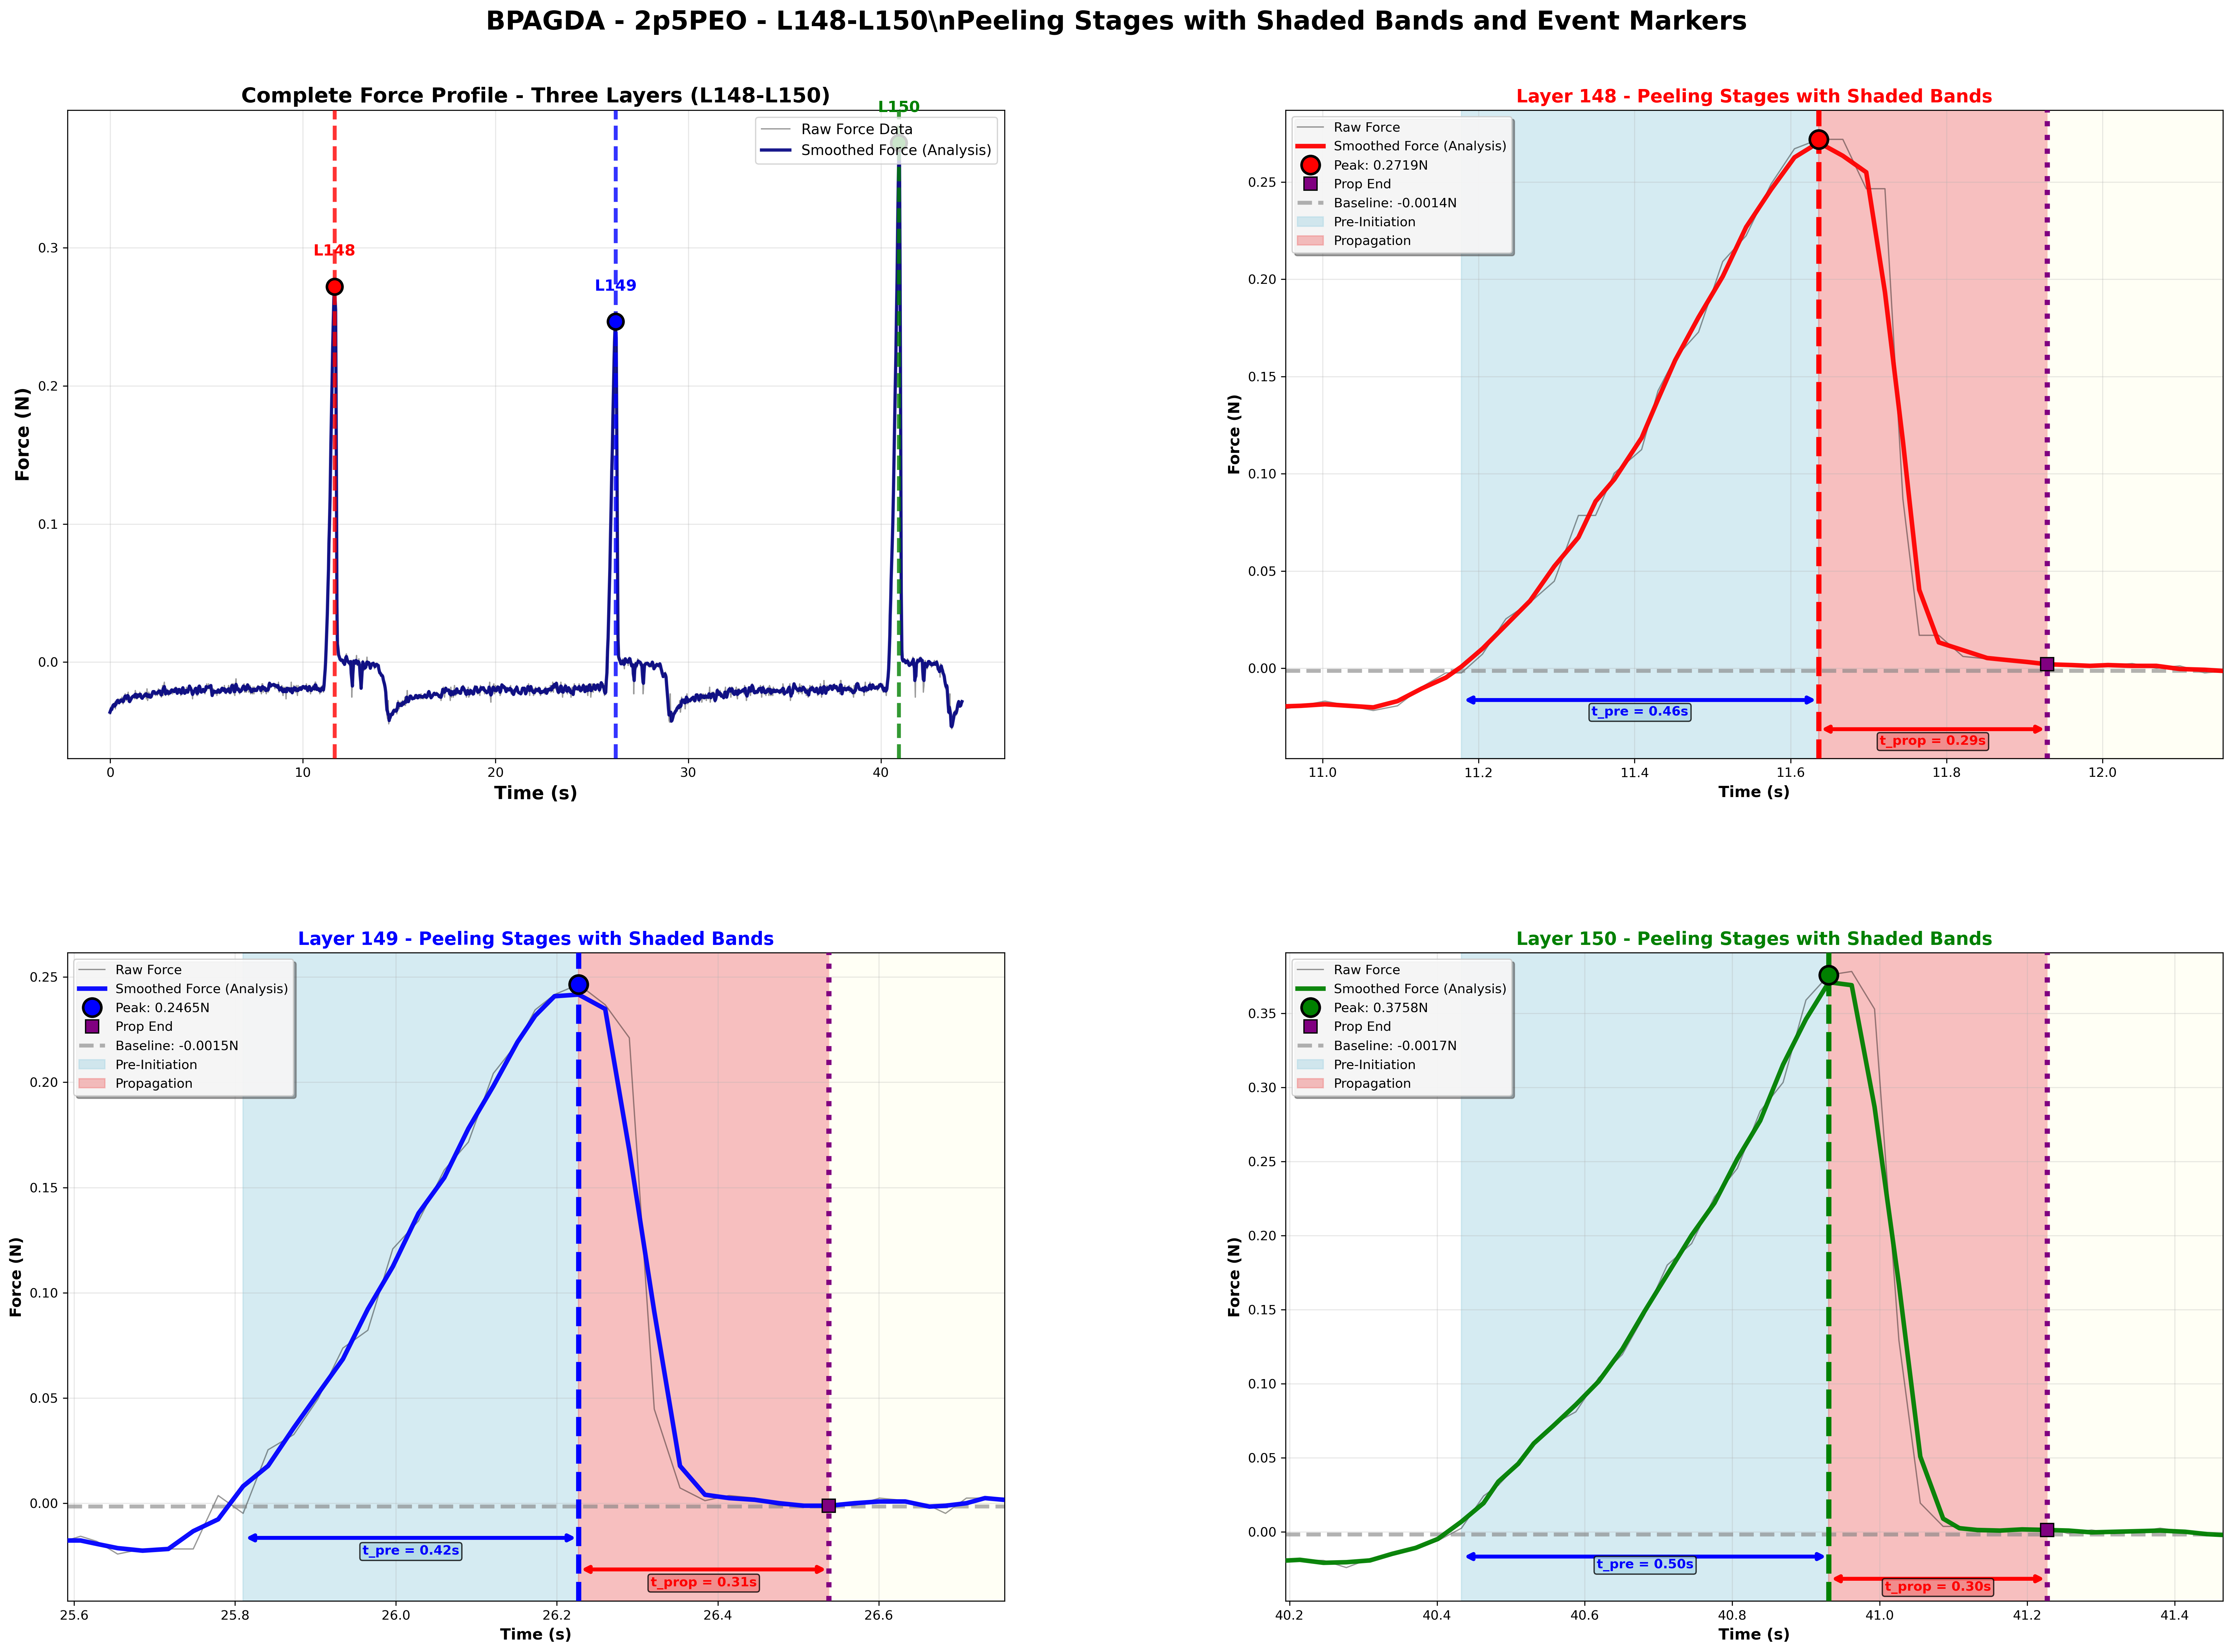 BPAGDA - 2p5PEO - L148-L150\nPeeling Stages with Shaded Bands and Event Markers
Complete Force Profile - Three Layers (L148-L150)
L148
L149
L150
Raw Force Data
Smoothed Force (Analysis)
Force (N)
0.3
0.2
0.1
0.0
0
10
20
30
40
Time (s)
Layer 148 - Peeling Stages with Shaded Bands
Raw Force
Smoothed Force (Analysis)
Peak: 0.2719N
Prop End
Baseline: -0.0014N
Pre-Initiation
Propagation
Force (N)
0.25
0.20
0.15
0.10
0.05
0.00
t_pre = 0.46s
t_prop = 0.29s
11.0
11.2
11.4
11.6
11.8
12.0
Time (s)
Layer 149 - Peeling Stages with Shaded Bands
Raw Force
Smoothed Force (Analysis)
Peak: 0.2465N
Prop End
Baseline: -0.0015N
Pre-Initiation
Propagation
Force (N)
0.25
0.20
0.15
0.10
0.05
0.00
t_pre = 0.42s
t_prop = 0.31s
25.6
25.8
26.0
26.2
26.4
26.6
Time (s)
Layer 150 - Peeling Stages with Shaded Bands
Raw Force
Smoothed Force (Analysis)
Peak: 0.3758N
Prop End
Baseline: -0.0017N
Pre-Initiation
Propagation
Force (N)
0.35
0.30
0.25
0.20
0.15
0.10
0.05
0.00
t_pre = 0.50s
t_prop = 0.30s
40.2
40.4
40.6
40.8
41.0
41.2
41.4
Time (s)